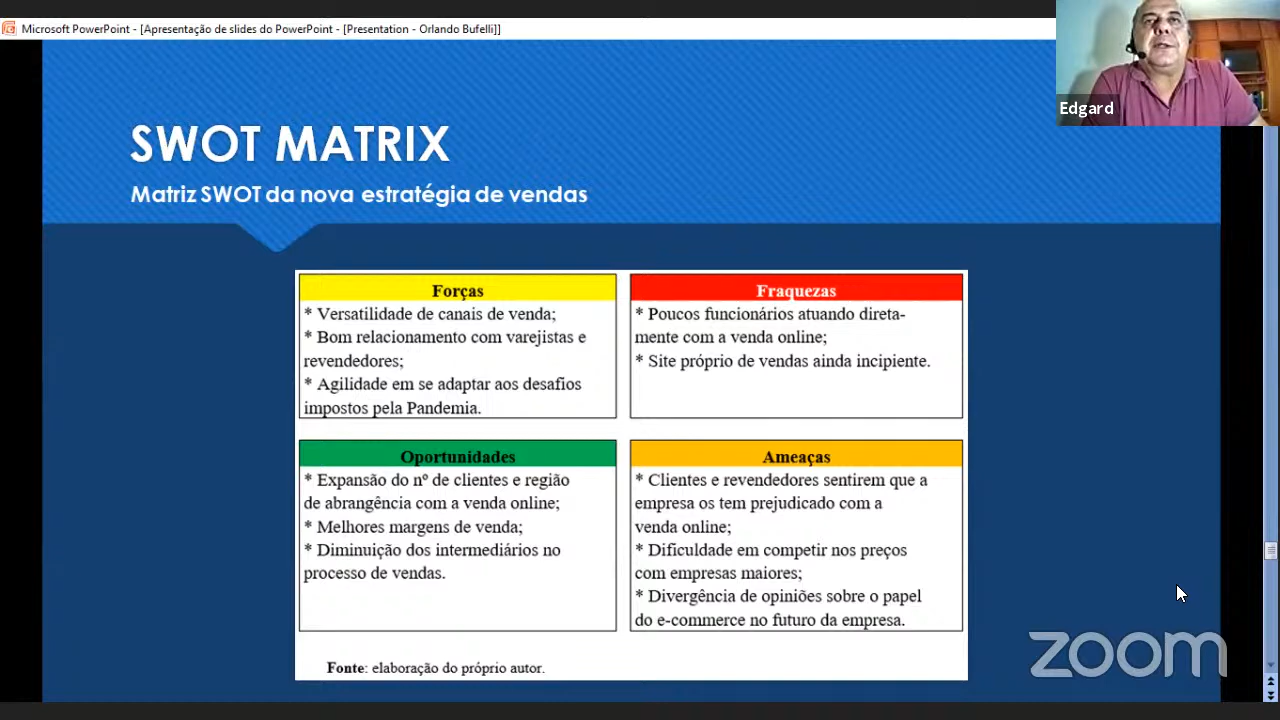 Microsoft PowerPoint - [Apresentação de slides do PowerPoint - [Presentation - Orlando Bufelli]]
Edgard
SWOT MATRIX
Matriz SWOT da nova estratégia de vendas
Forças
* Versatilidade de canais de venda;
* Bom relacionamento com varejistas e
revendedores;
* Agilidade em se adaptar aos desafios
impostos pela Pandemia.
Fraquezas
* Poucos funcionários atuando direta-
mente com a venda online;
* Site próprio de vendas ainda incipiente.
Oportunidades
* Expansão do nº de clientes e região
de abrangência com a venda online;
* Melhores margens de venda;
* Diminuição dos intermediários no
processo de vendas.
Ameaças
* Clientes e revendedores sentirem que a
empresa os tem prejudicado com a
venda online;
* Dificuldade em competir nos preços
com empresas maiores;
* Divergência de opiniões sobre o papel
do e-commerce no futuro da empresa.
Fonte: elaboração do próprio autor.
zoom